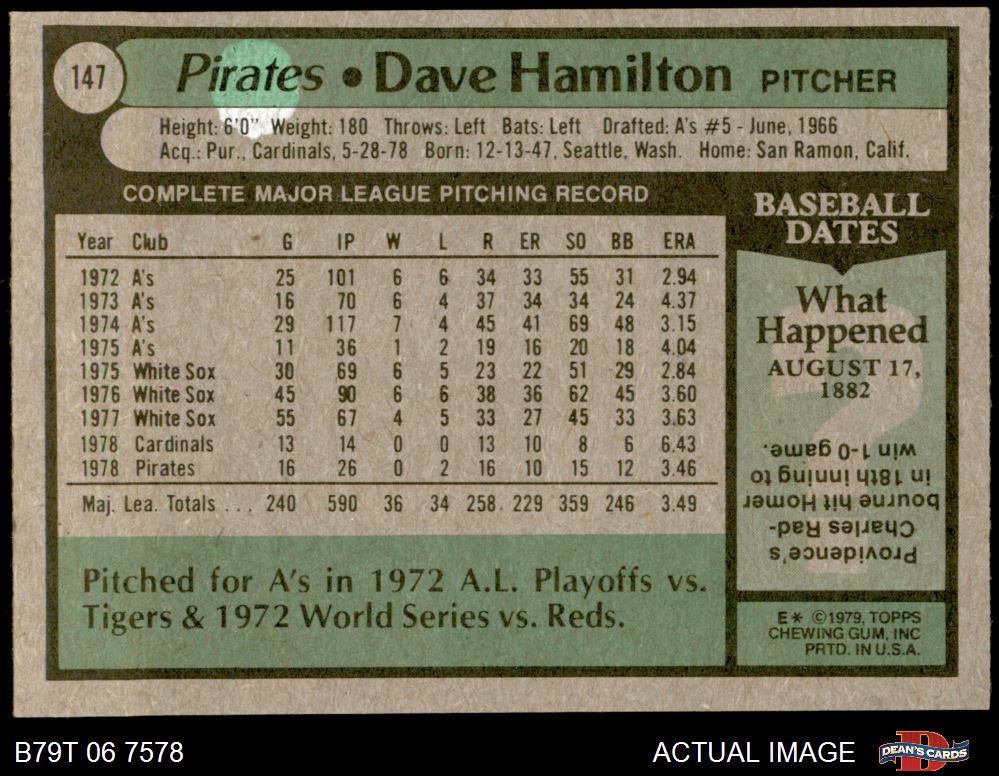 147
Pirates • Dave Hamilton PITCHER
Height: 6'0" Weight: 180 Throws: Left Bats: Left Drafted: A's #5 - June, 1966
Acq.: Pur., Cardinals, 5-28-78 Born: 12-13-47, Seattle, Wash. Home: San Ramon, Calif.
COMPLETE MAJOR LEAGUE PITCHING RECORD
Year Club G IP W L R ER SO BB ERA
1972 A's 25 101 6 6 34 33 55 31 2.94
1973 A's 16 70 6 4 37 34 34 24 4.37
1974 A's 29 117 7 4 45 41 69 48 3.15
1975 A's 11 36 1 2 19 16 20 18 4.04
1975 White Sox 30 69 6 5 23 22 51 29 2.84
1976 White Sox 45 90 6 6 38 36 62 45 3.60
1977 White Sox 55 67 4 5 33 27 45 33 3.63
1978 Cardinals 13 14 0 0 13 10 8 6 6.43
1978 Pirates 16 26 0 2 16 10 15 12 3.46
Maj. Lea. Totals ... 240 590 36 34 258 229 359 246 3.49
Pitched for A's in 1972 A.L. Playoffs vs.
Tigers & 1972 World Series vs. Reds.
BASEBALL
DATES
What
Happened
AUGUST 17,
1882
Providence's
Charles Rad-
bourne hit Homer
in 18th inning to
win 1-0 game.
E* ©1979, TOPPS
CHEWING GUM, INC
PRTD. IN U.S.A.
B79T 06 7578
ACTUAL IMAGE
DEAN'S CARDS